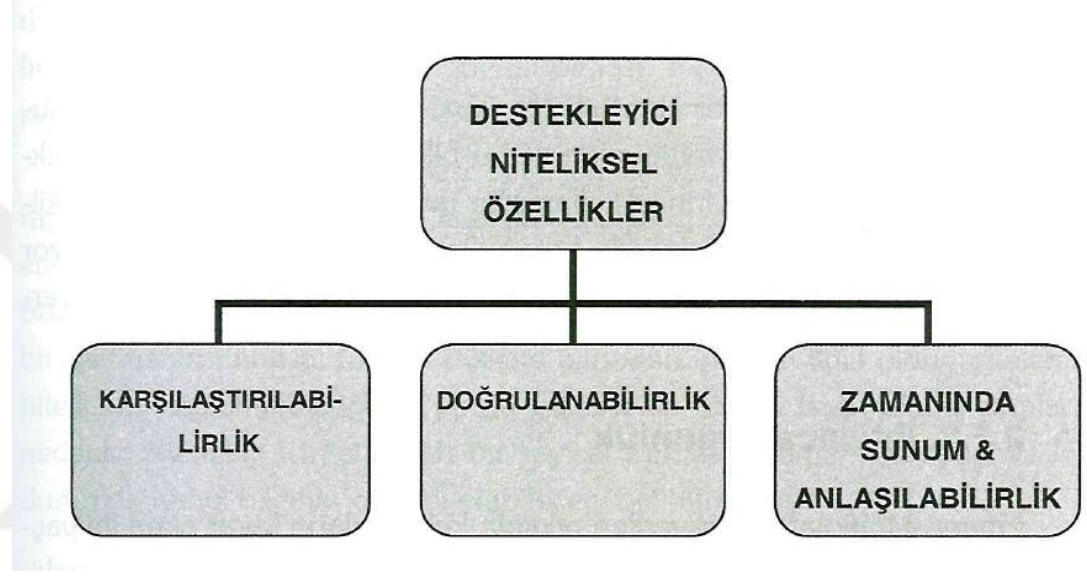 DESTEKLEYİCİ
NİTELİKSEL
ÖZELLİKLER
KARŞILAŞTIRILABİ-
LİRLİK
DOĞRULANABİLİRLİK
ZAMANINDA
SUNUM &
ANLAŞILABİLİRLİK